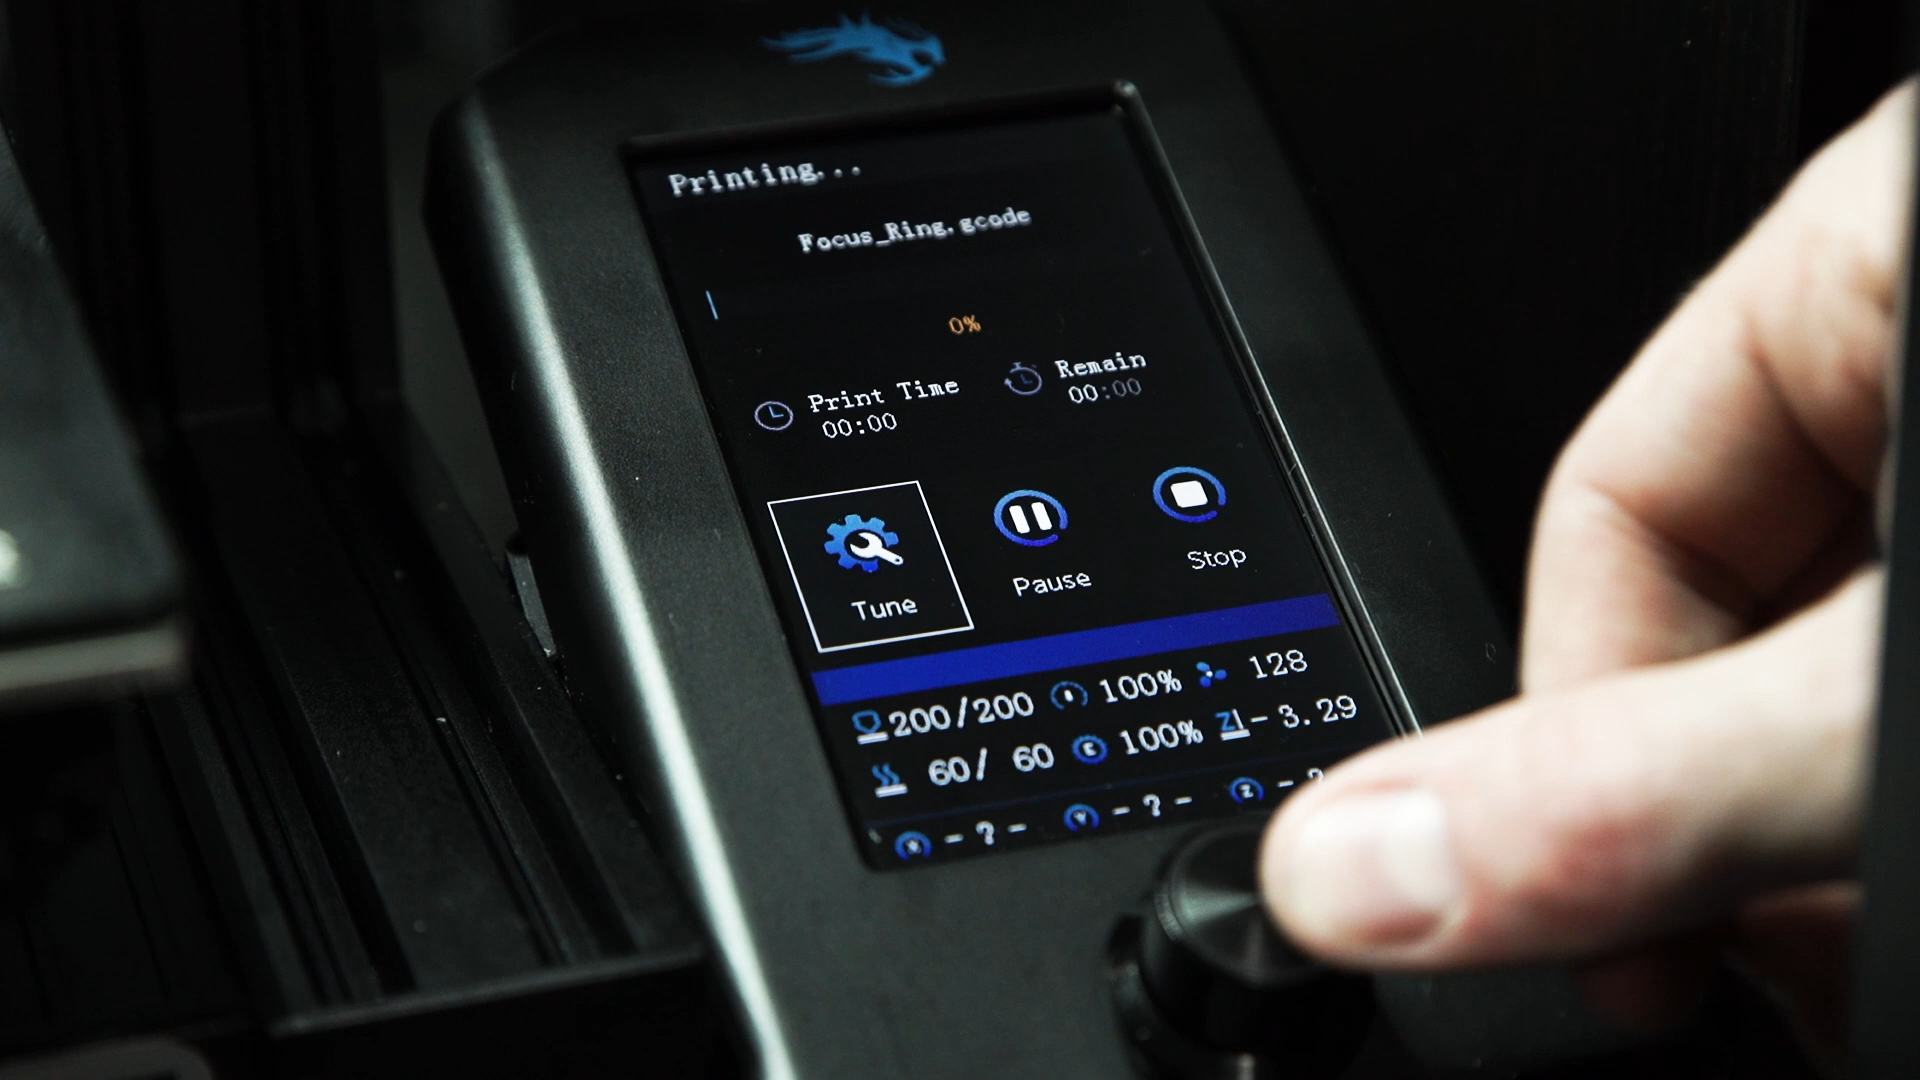 Printing...
Focus_Ring.gcode
0%
Print Time
00:00
Remain
00:00
Tune
Pause
Stop
200/200 100% 128
60/ 60 E 100% Z -3.29
X -?- Y -?- Z -?